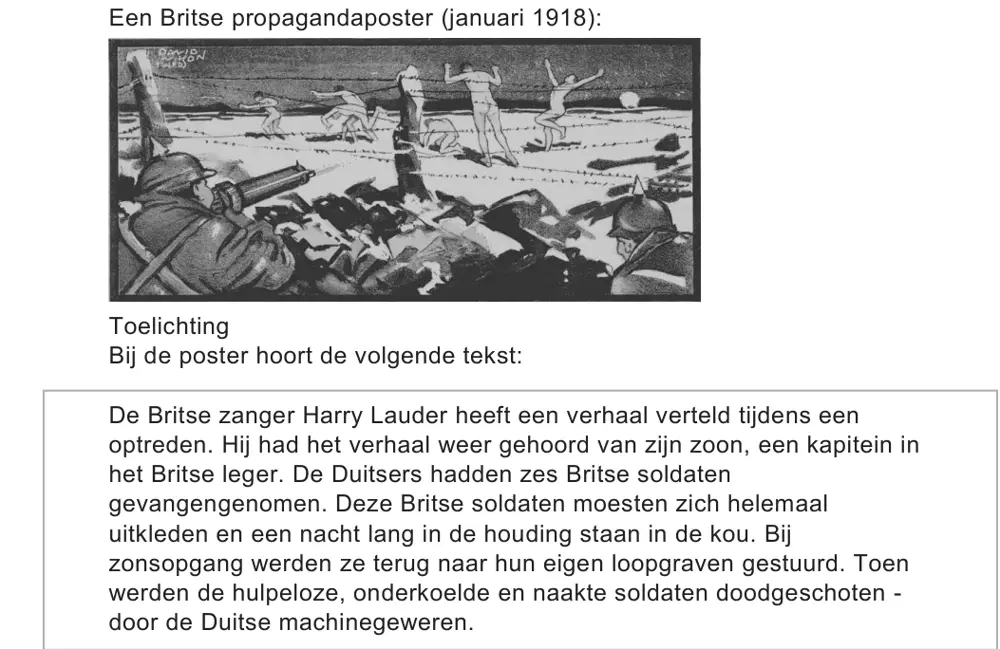 Een Britse propagandaposter (januari 1918):
DAVID
WILSON
Toelichting
Bij de poster hoort de volgende tekst:
De Britse zanger Harry Lauder heeft een verhaal verteld tijdens een
optreden. Hij had het verhaal weer gehoord van zijn zoon, een kapitein in
het Britse leger. De Duitsers hadden zes Britse soldaten
gevangengenomen. Deze Britse soldaten moesten zich helemaal
uitkleden en een nacht lang in de houding staan in de kou. Bij
zonsopgang werden ze terug naar hun eigen loopgraven gestuurd. Toen
werden de hulpeloze, onderkoelde en naakte soldaten doodgeschoten -
door de Duitse machinegeweren.